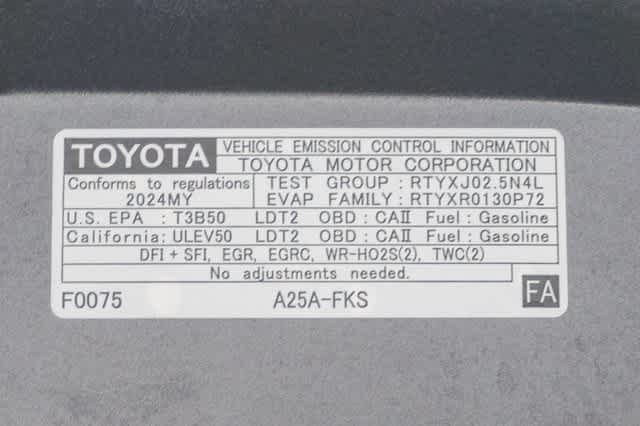 TOYOTA VEHICLE EMISSION CONTROL INFORMATION
TOYOTA MOTOR CORPORATION
Conforms to regulations
2024MY
TEST GROUP : RTYXJ02.5N4L
EVAP FAMILY: RTYXR0130P72
U.S. EPA : T3B50 LDT2 OBD : CAⅡ Fuel : Gasoline
California: ULEV50 LDT2 OBD : CAⅡ Fuel : Gasoline
DFI + SFI, EGR, EGRC, WR-HO2S(2), TWC(2)
No adjustments needed.
F0075 A25A-FKS FA